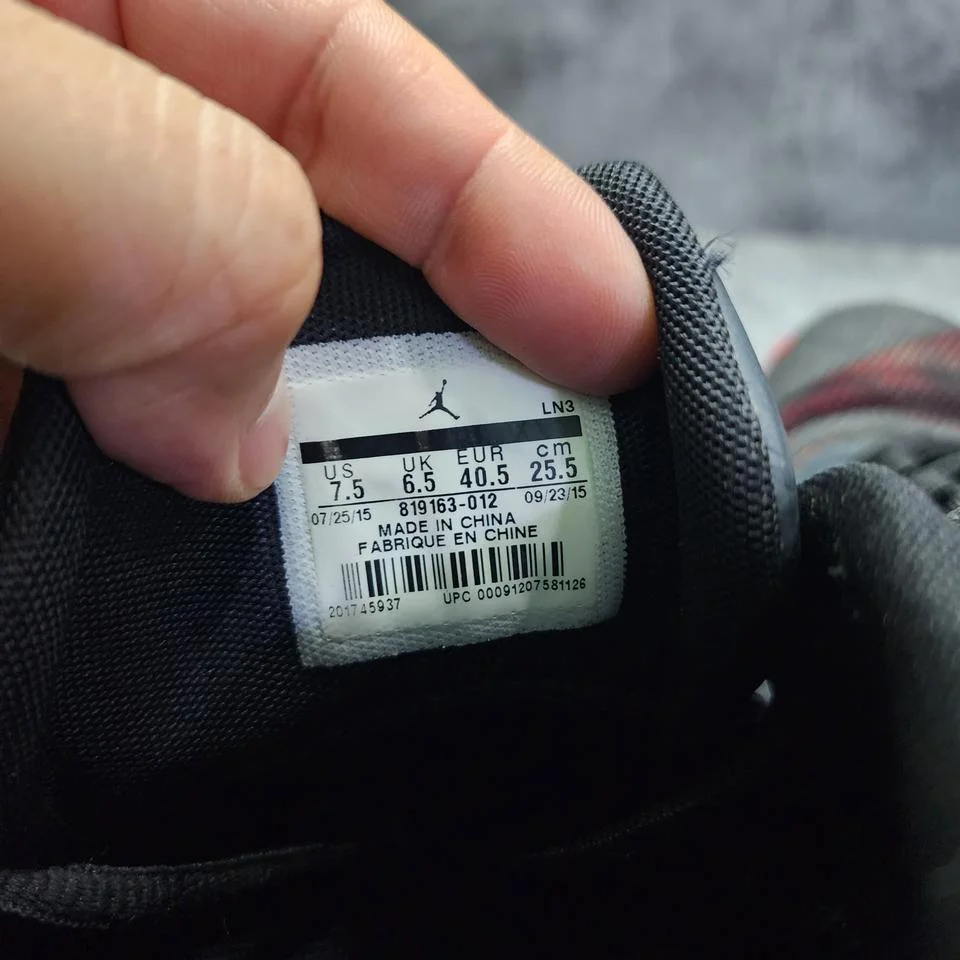 LN3
US UK EUR cm
7.5 6.5 40.5 25.5
07/25/15 819163-012 09/23/15
MADE IN CHINA
FABRIQUE EN CHINE
201745937 UPC 00091207581126